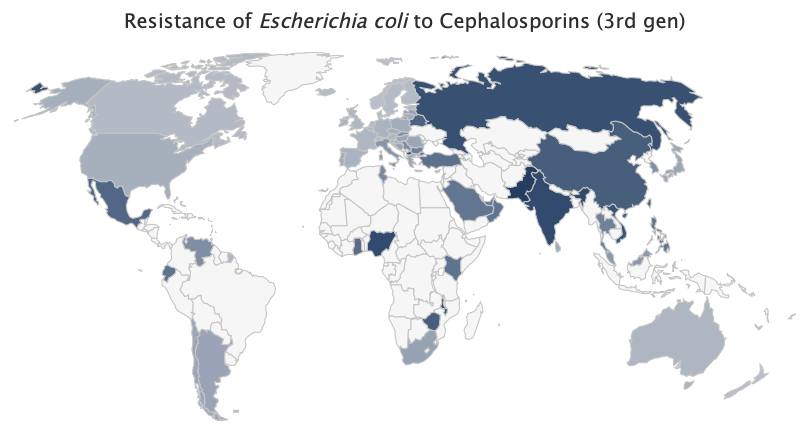 Resistance of Escherichia coli to Cephalosporins (3rd gen)